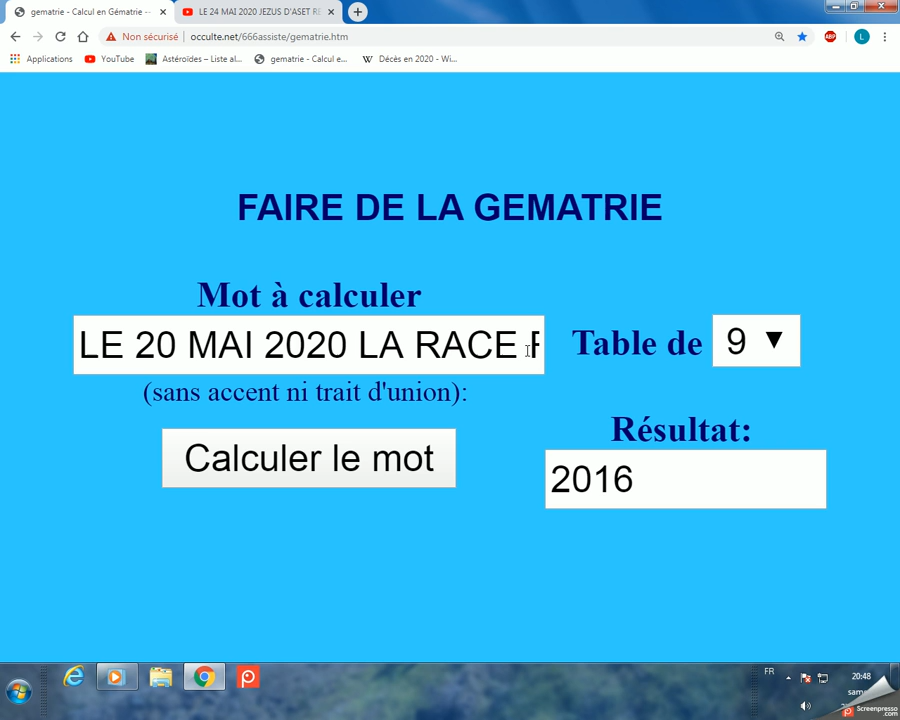 gematrie - Calcul en Gématrie --
LE 24 MAI 2020 JEZUS D'ASET R
Non sécurisé
occulte.net/666assiste/gematrie.htm
ABP
L
Applications
YouTube
Astéroïdes – Liste al...
gematrie - Calcul e...
W Décès en 2020 - Wi...
FAIRE DE LA GEMATRIE
Mot à calculer
LE 20 MAI 2020 LA RACE
Table de 9
(sans accent ni trait d'union):
Calculer le mot
Résultat:
2016
FR
20:48
same
Screenpresso
.com